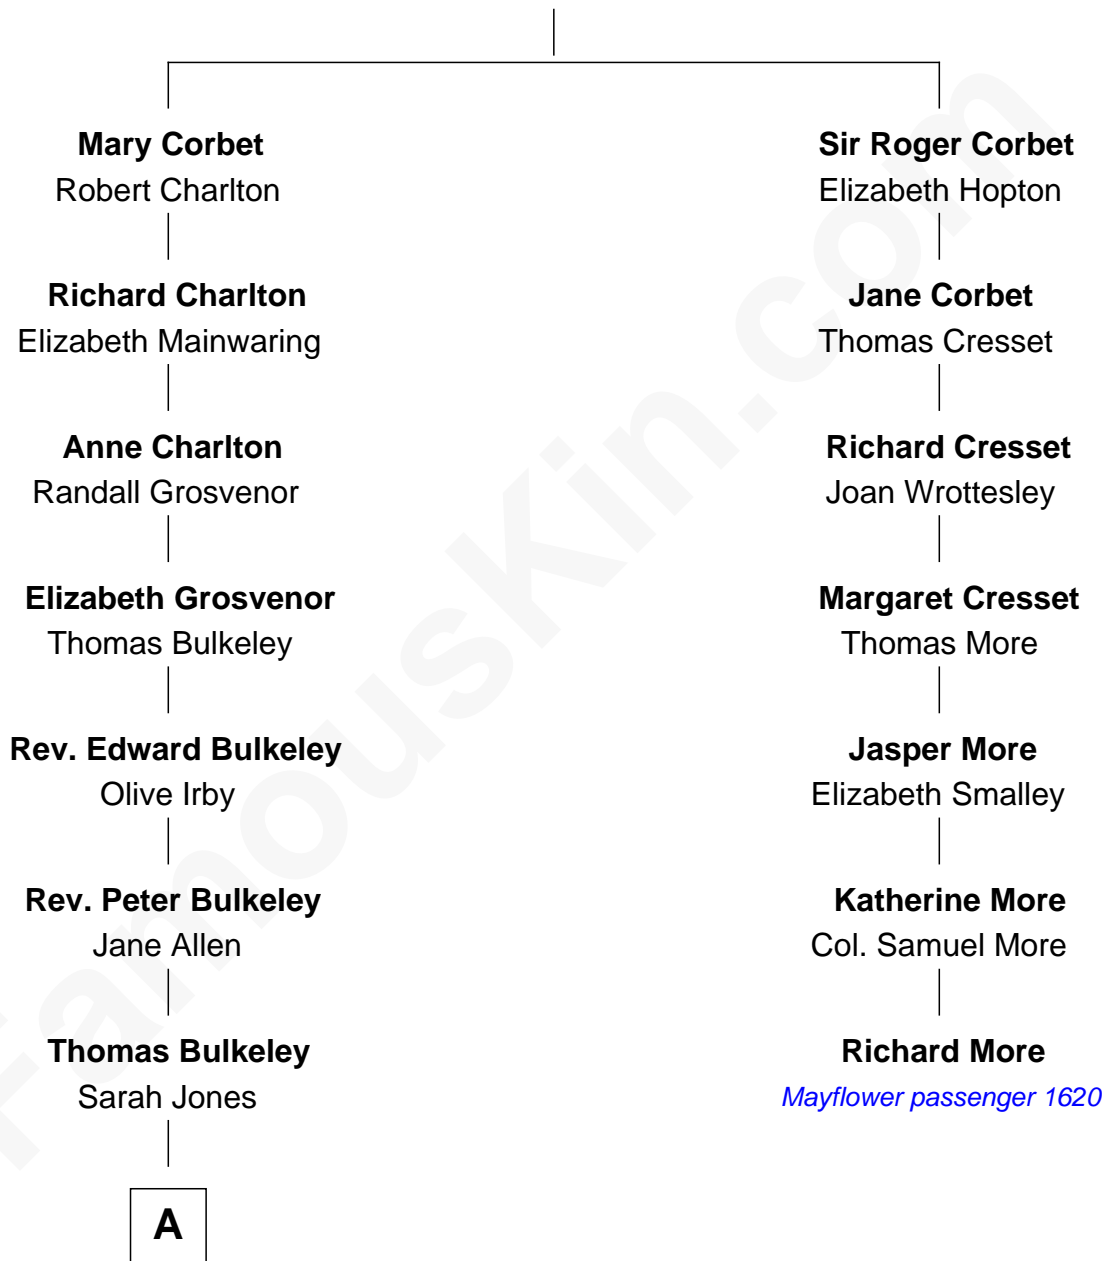 Mary Corbet
Robert Charlton
Sir Roger Corbet
Elizabeth Hopton
Richard Charlton
Elizabeth Mainwaring
Jane Corbet
Thomas Cresset
Anne Charlton
Randall Grosvenor
Richard Cresset
Joan Wrottesley
Elizabeth Grosvenor
Thomas Bulkeley
Margaret Cresset
Thomas More
Rev. Edward Bulkeley
Olive Irby
Jasper More
Elizabeth Smalley
Rev. Peter Bulkeley
Jane Allen
Katherine More
Col. Samuel More
Thomas Bulkeley
Sarah Jones
Richard More
Mayflower passenger 1620
A
FamousKin.com